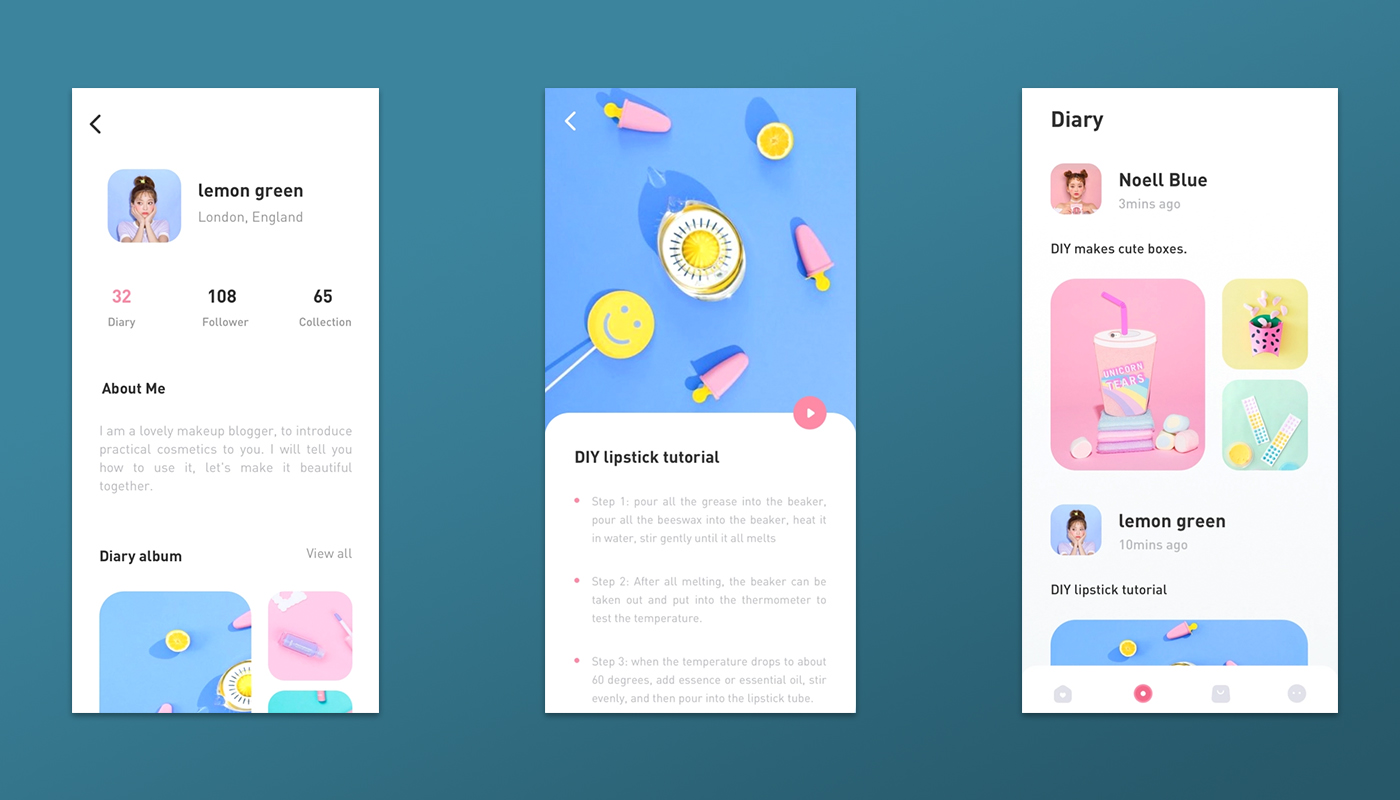 lemon green
London, England
32
108
65
Diary
Follower
Collection
About Me
I am a lovely makeup blogger, to introduce
practical cosmetics to you. I will tell you
how to use it, let's make it beautiful
together.
Diary album
View all
DIY lipstick tutorial
Step 1: pour all the grease into the beaker,
pour all the beeswax into the beaker, heat it
in water, stir gently until it all melts
Step 2: After all melting, the beaker can be
taken out and put into the thermometer to
test the temperature.
Step 3: when the temperature drops to about
60 degrees, add essence or essential oil, stir
evenly, and then pour into the lipstick tube.
Diary
Noell Blue
3mins ago
DIY makes cute boxes.
UNICORN
TEARS
lemon green
10mins ago
DIY lipstick tutorial